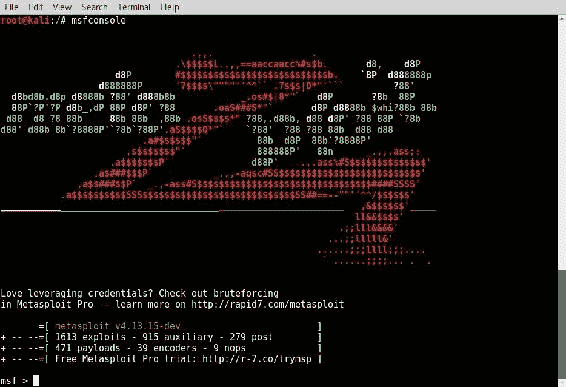 File Edit View Search Terminal Help
root@kali:/# msfconsole
Love leveraging credentials? Check out bruteforcing
in Metasploit Pro -- learn more on http://rapid7.com/metasploit
=[ metasploit v4.13.15-dev ]
+ -- --=[ 1613 exploits - 915 auxiliary - 279 post ]
+ -- --=[ 471 payloads - 39 encoders - 9 nops ]
+ -- --=[ Free Metasploit Pro trial: http://r-7.co/trymsp ]
msf >